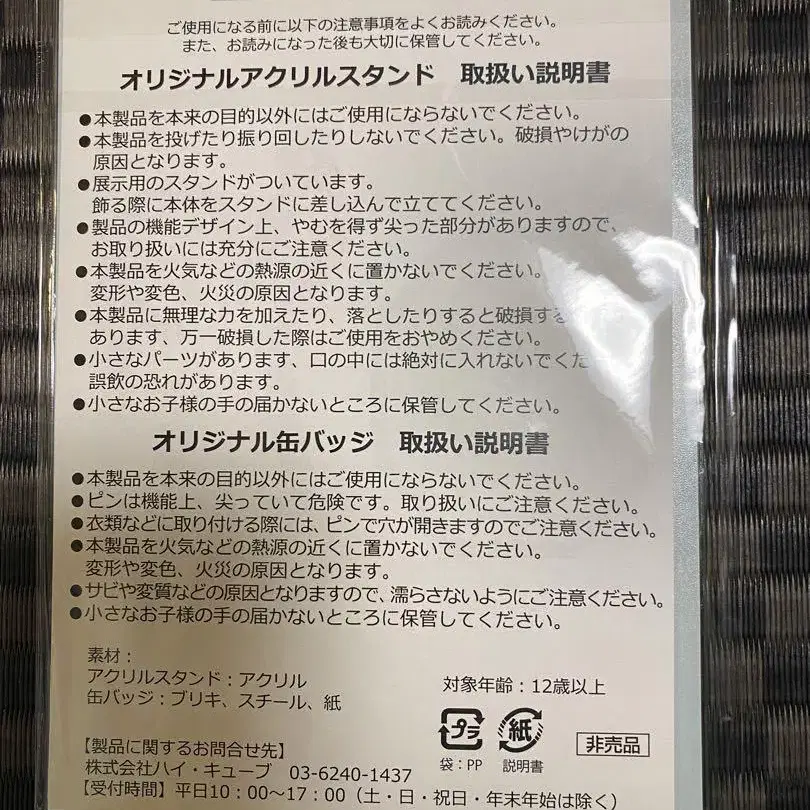 ご使用になる前に以下の注意事項をよくお読みください。
また、お読みになった後も大切に保管してください。
オリジナルアクリルスタンド 取扱い説明書
●本製品を本来の目的以外にはご使用にならないでください。
●本製品を投げたり振り回したりしないでください。破損やけがの
原因となります。
●展示用のスタンドがついています。
飾る際に本体をスタンドに差し込んで立ててください。
●製品の機能デザイン上、やむを得ず尖った部分がありますので、
お取り扱いには充分にご注意ください。
●本製品を火気などの熱源の近くに置かないでください。
変形や変色、火災の原因となります。
●本製品に無理な力を加えたり、落としたりすると破損する
あります、万一破損した際はご使用をおやめください。
●小さなパーツがあります、口の中には絶対に入れないでくだ
誤飲の恐れがあります。
●小さなお子様の手の届かないところに保管してください。
オリジナル缶バッジ 取扱い説明書
●本製品を本来の目的以外にはご使用にならないでください。
●ピンは機能上、尖っていて危険です。取り扱いにご注意ください。
●衣類などに取り付ける際には、ピンで穴が開きますのでご注意ください。
●本製品を火気などの熱源の近くに置かないでください。
変形や変色、火災の原因となります。
●サビや変質などの原因となりますので、濡らさないようにご注意ください。
●小さなお子様の手の届かないところに保管してください。
素材：
アクリルスタンド：アクリル
缶バッジ：ブリキ、スチール、紙
対象年齢：12歳以上
プラ 紙
袋：PP 説明書
非売品
【製品に関するお問合せ先】
株式会社ハイ・キューブ 03-6240-1437
【受付時間】平日10：00～17：00（土・日・祝日・年末年始は除く）